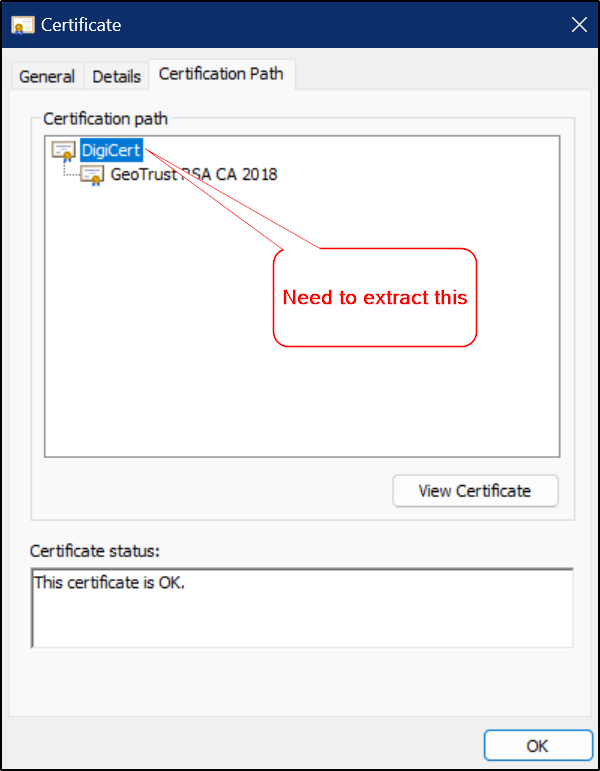 Certificate
General Details Certification Path
Certification path
DigiCert
GeoTrust RSA CA 2018
Need to extract this
View Certificate
Certificate status:
This certificate is OK.
OK